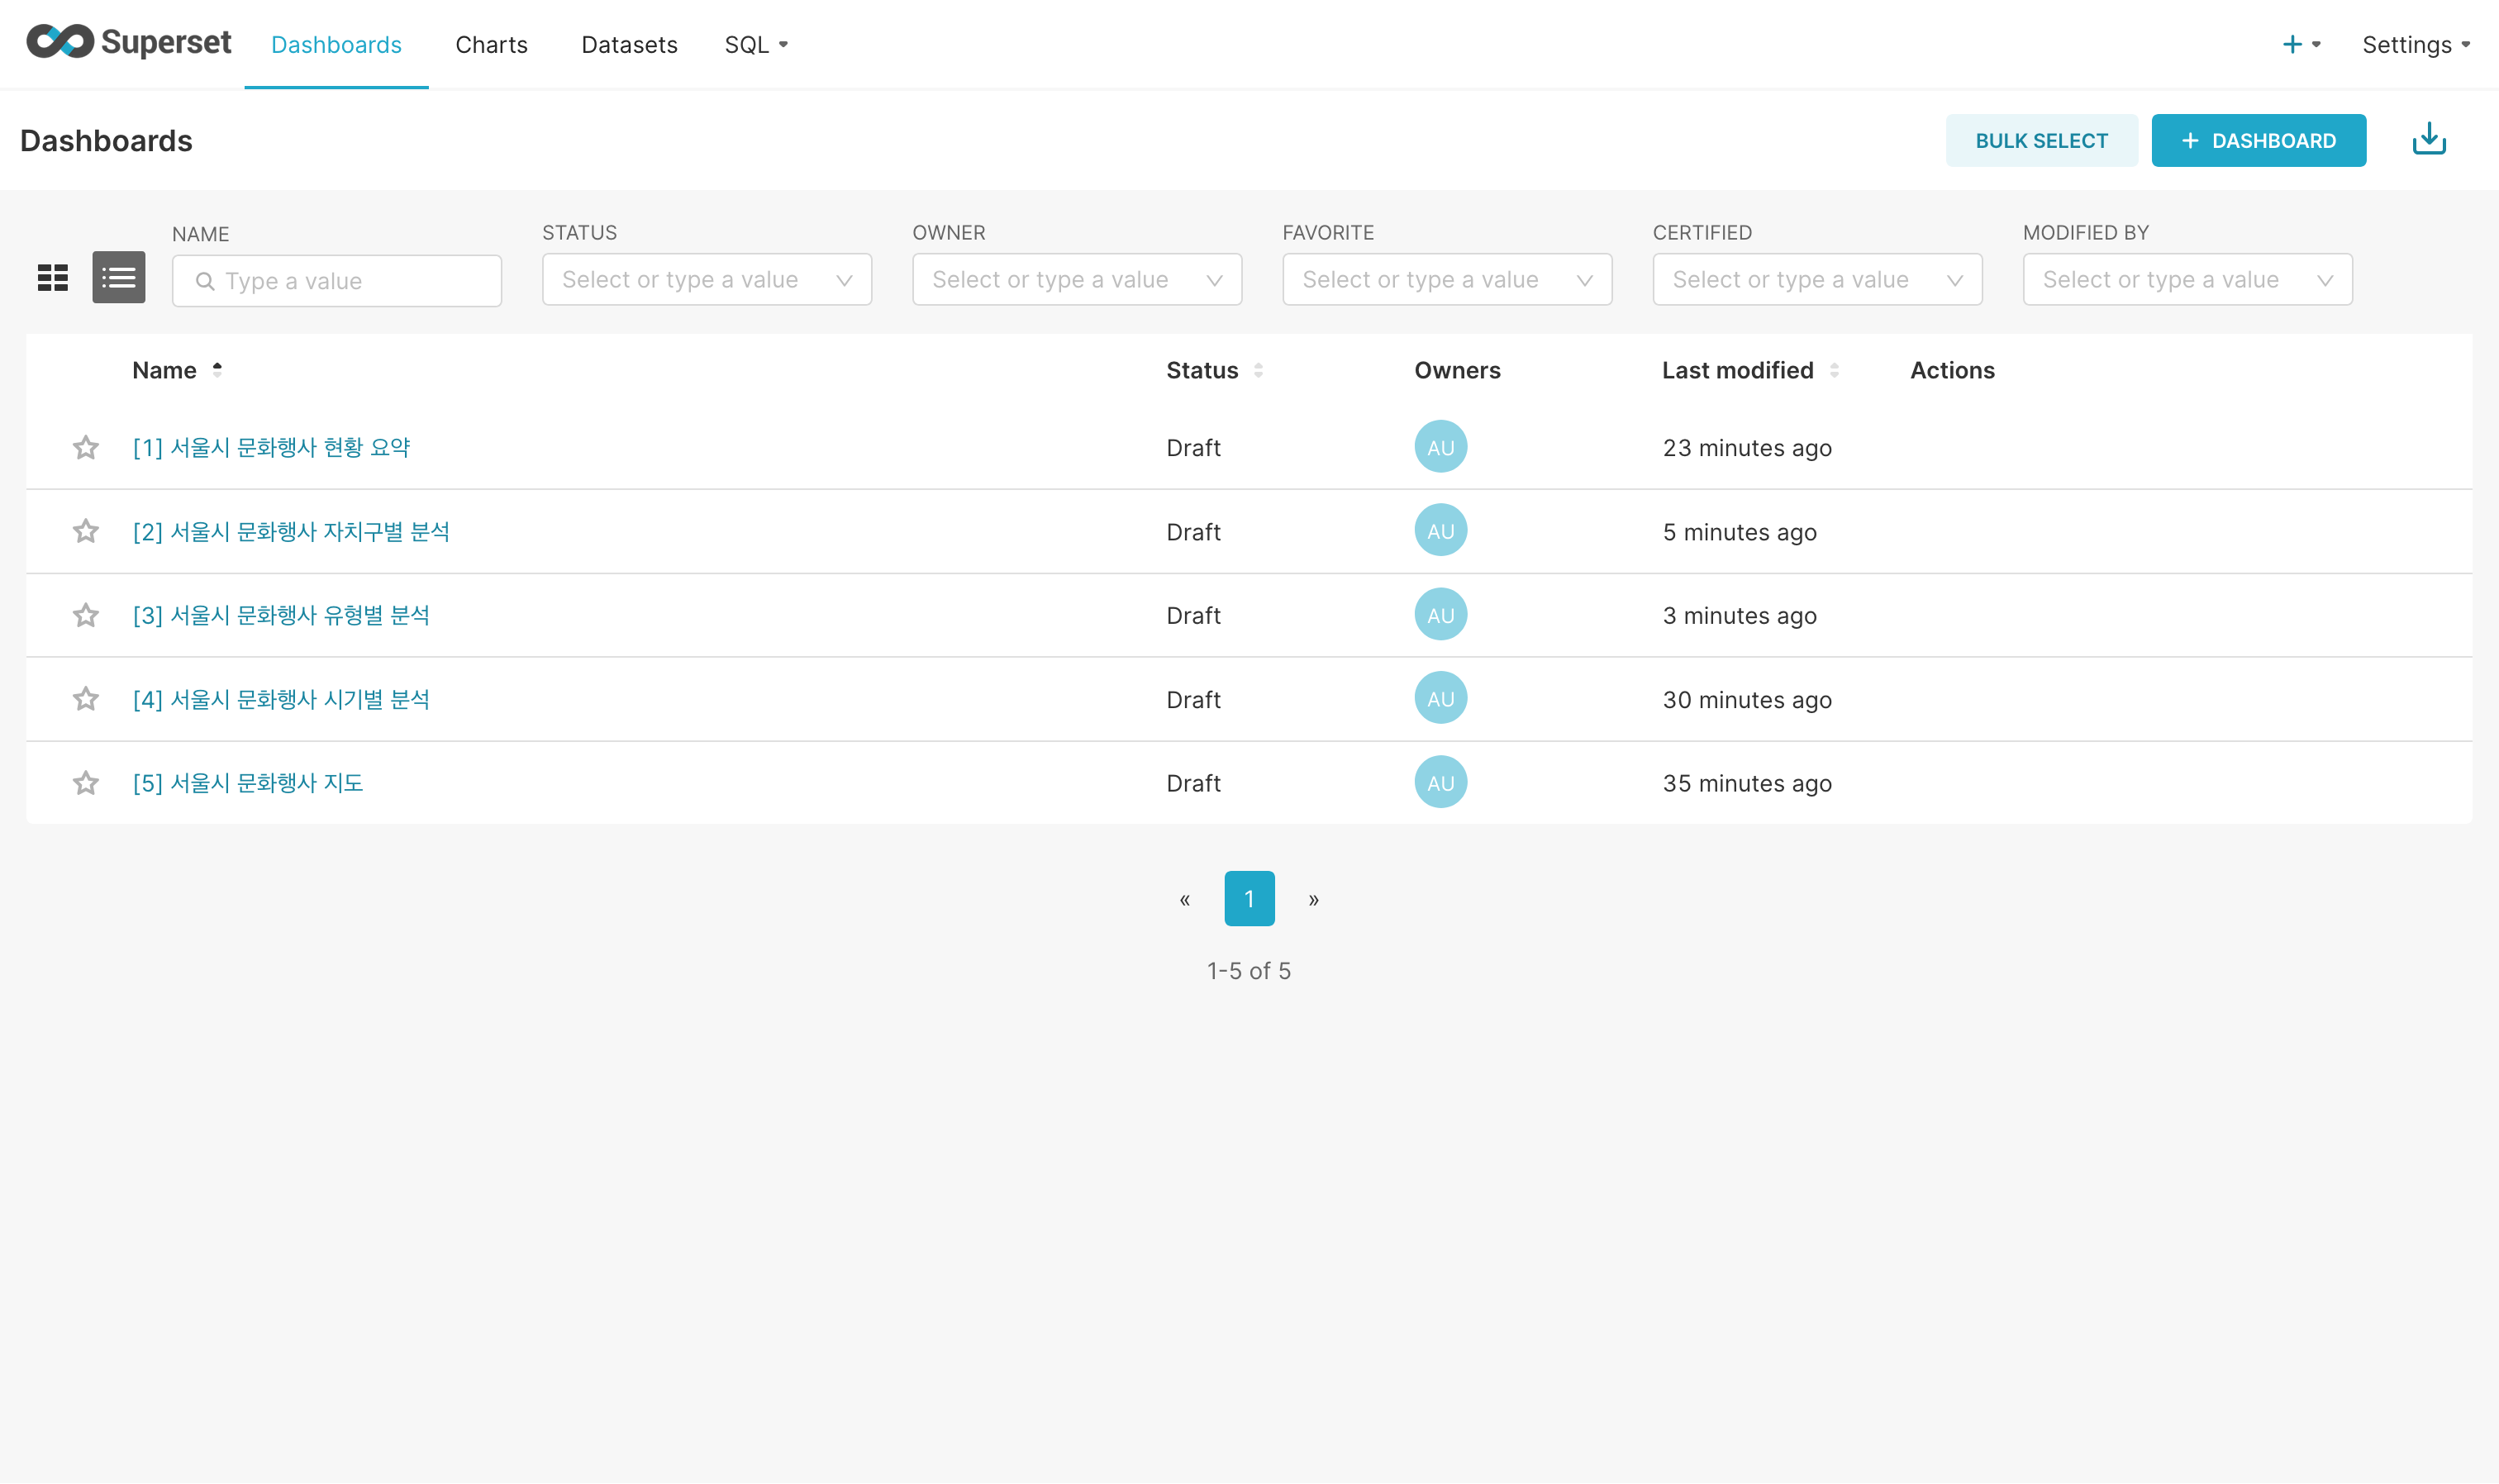 Superset Dashboards Charts Datasets SQL Settings
Dashboards BULK SELECT + DASHBOARD
NAME STATUS OWNER FAVORITE CERTIFIED MODIFIED BY
Type a value Select or type a value Select or type a value Select or type a value Select or type a value Select or type a value
Name Status Owners Last modified Actions
[1] 서울시 문화행사 현황 요약 Draft AU 23 minutes ago
[2] 서울시 문화행사 자치구별 분석 Draft AU 5 minutes ago
[3] 서울시 문화행사 유형별 분석 Draft AU 3 minutes ago
[4] 서울시 문화행사 시기별 분석 Draft AU 30 minutes ago
[5] 서울시 문화행사 지도 Draft AU 35 minutes ago
« 1 »
1-5 of 5